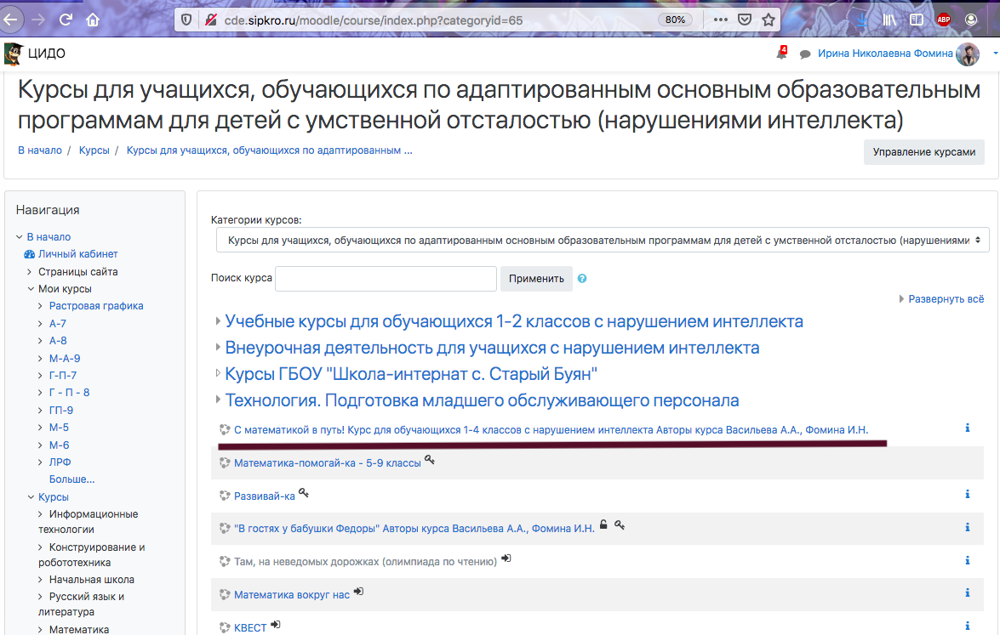 cde.sipkro.ru/moodle/course/index.php?categoryid=65
80%
ABP
ЦИДО
4
Ирина Николаевна Фомина
Курсы для учащихся, обучающихся по адаптированным основным образовательным
программам для детей с умственной отсталостью (нарушениями интеллекта)
В начало / Курсы / Курсы для учащихся, обучающихся по адаптированным ...
Управление курсами
Навигация
В начало
Личный кабинет
Страницы сайта
Мои курсы
Растровая графика
А-7
А-8
М-А-9
Г-П-7
Г - П - 8
ГП-9
М-5
М-6
ЛРФ
Больше...
Курсы
Информационные
технологии
Конструирование и
робототехника
Начальная школа
Русский язык и
литература
Математика
Категории курсов:
Курсы для учащихся, обучающихся по адаптированным основным образовательным программам для детей с умственной отсталостью (нарушениями
Поиск курса
Применить
Развернуть всё
Учебные курсы для обучающихся 1-2 классов с нарушением интеллекта
Внеурочная деятельность для учащихся с нарушением интеллекта
Курсы ГБОУ "Школа-интернат с. Старый Буян"
Технология. Подготовка младшего обслуживающего персонала
С математикой в путь! Курс для обучающихся 1-4 классов с нарушением интеллекта Авторы курса Васильева А.А., Фомина И.Н.
Математика-помогай-ка - 5-9 классы
Развивай-ка
"В гостях у бабушки Федоры" Авторы курса Васильева А.А., Фомина И.Н.
Там, на неведомых дорожках (олимпиада по чтению)
Математика вокруг нас
КВЕСТ